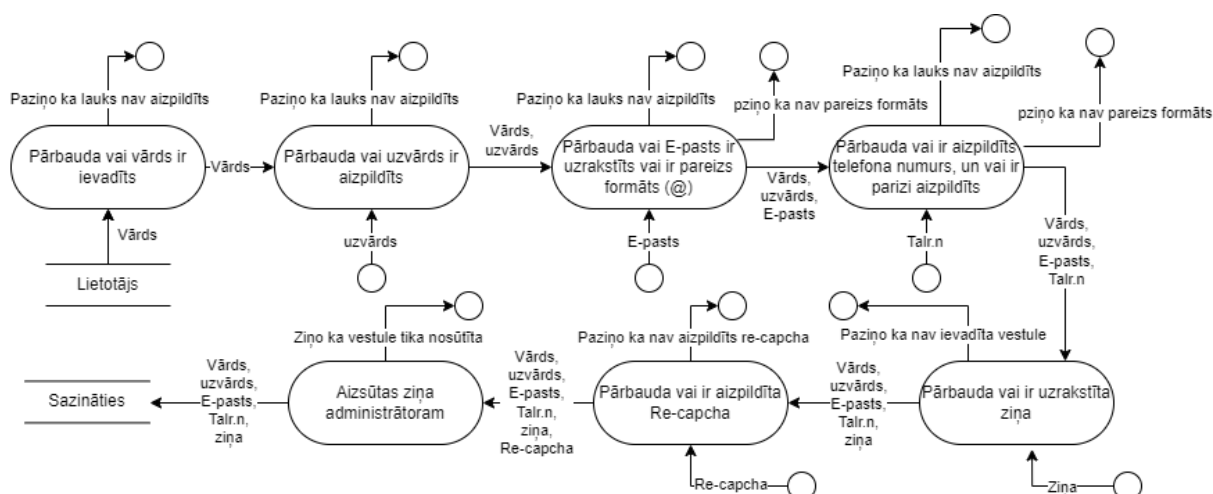 Paziņo ka lauks nav aizpildīts
Pārbauda vai vārds ir
ievadīts
Vārds
Lietotājs
Vārds
Paziņo ka lauks nav aizpildīts
Pārbauda vai uzvārds ir
aizpildīts
uzvārds
Vārds,
uzvārds
Paziņo ka lauks nav aizpildīts
pziņo ka nav pareizs formāts
Pārbauda vai E-pasts ir
uzrakstīts vai ir pareizs
formāts (@)
E-pasts
Vārds,
uzvārds,
E-pasts
Paziņo ka lauks nav aizpildīts
pziņo ka nav pareizs formāts
Pārbauda vai ir aizpildīts
telefona numurs, un vai ir
parizi aizpildīts
Talr.n
Vārds,
uzvārds,
E-pasts,
Talr.n
Paziņo ka nav ievadīta vestule
Pārbauda vai ir uzrakstīta
ziņa
Ziņa
Vārds,
uzvārds,
E-pasts,
Talr.n,
ziņa
Paziņo ka nav aizpildīts re-capcha
Pārbauda vai ir aizpildīta
Re-capcha
Re-capcha
Vārds,
uzvārds,
E-pasts,
Talr.n,
ziņa,
Re-capcha
Ziņo ka vestule tika nosūtīta
Aizsūtas ziņa
administrātoram
Vārds,
uzvārds,
E-pasts,
Talr.n,
ziņa
Sazināties